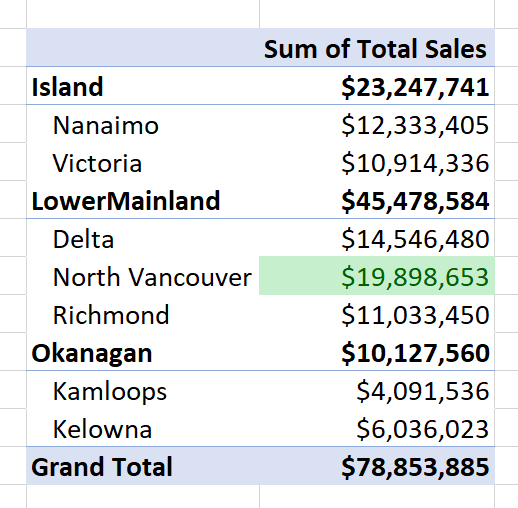 Sum of Total Sales
Island $23,247,741
Nanaimo $12,333,405
Victoria $10,914,336
LowerMainland $45,478,584
Delta $14,546,480
North Vancouver $19,898,653
Richmond $11,033,450
Okanagan $10,127,560
Kamloops $4,091,536
Kelowna $6,036,023
Grand Total $78,853,885